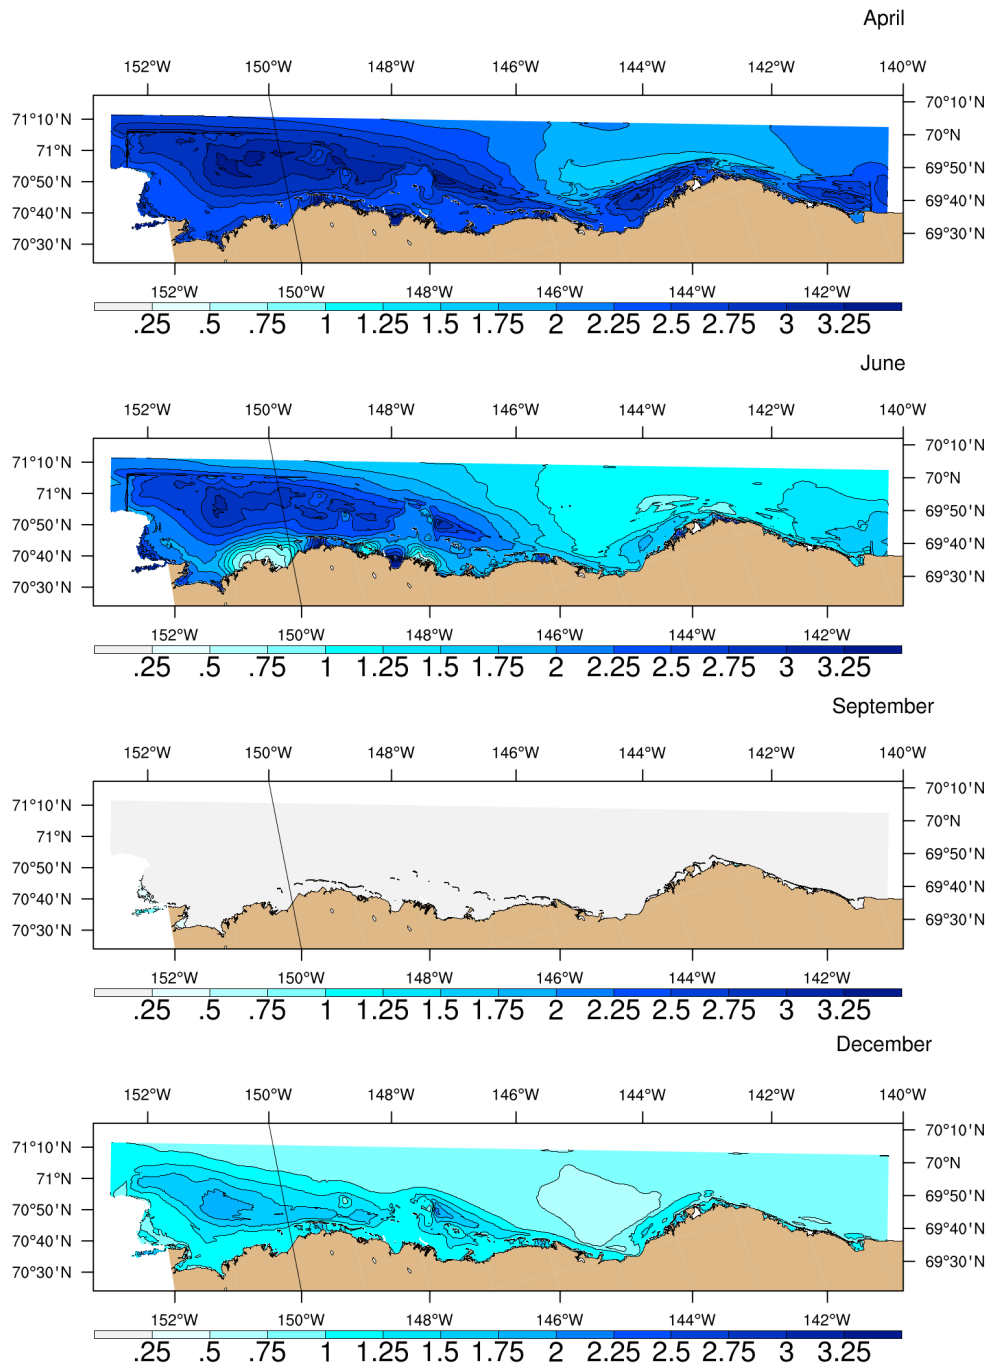 April
152°W 150°W 148°W 146°W 144°W 142°W 140°W
71°10'N 70°10'N
71°N 70°N
70°50'N 69°50'N
70°40'N 69°40'N
70°30'N 69°30'N
152°W 150°W 148°W 146°W 144°W 142°W
.25 .5 .75 1 1.25 1.5 1.75 2 2.25 2.5 2.75 3 3.25
June
152°W 150°W 148°W 146°W 144°W 142°W 140°W
71°10'N 70°10'N
71°N 70°N
70°50'N 69°50'N
70°40'N 69°40'N
70°30'N 69°30'N
152°W 150°W 148°W 146°W 144°W 142°W
.25 .5 .75 1 1.25 1.5 1.75 2 2.25 2.5 2.75 3 3.25
September
152°W 150°W 148°W 146°W 144°W 142°W 140°W
71°10'N 70°10'N
71°N 70°N
70°50'N 69°50'N
70°40'N 69°40'N
70°30'N 69°30'N
152°W 150°W 148°W 146°W 144°W 142°W
.25 .5 .75 1 1.25 1.5 1.75 2 2.25 2.5 2.75 3 3.25
December
152°W 150°W 148°W 146°W 144°W 142°W 140°W
71°10'N 70°10'N
71°N 70°N
70°50'N 69°50'N
70°40'N 69°40'N
70°30'N 69°30'N
152°W 150°W 148°W 146°W 144°W 142°W
.25 .5 .75 1 1.25 1.5 1.75 2 2.25 2.5 2.75 3 3.25